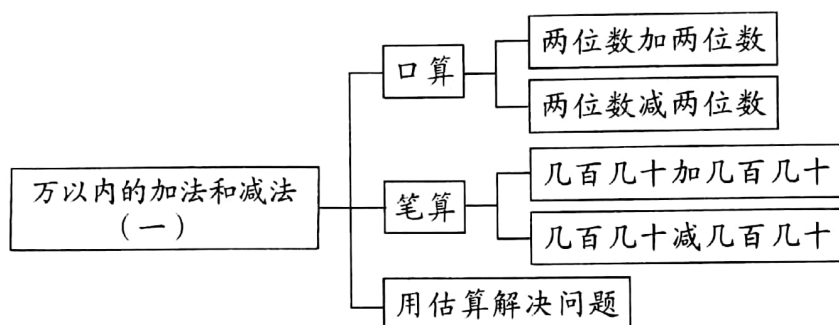 口算
两位数加两位数
两位数减两位数
万以内的加法和减法
（一）
笔算
几百几十加几百几十
几百几十减几百几十
用估算解决问题